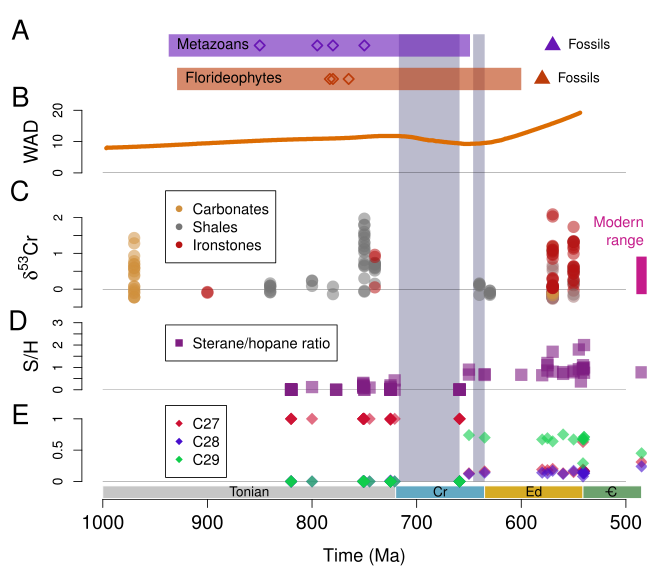 A
Metazoans
Fossils
Florideophytes
Fossils
B
WAD
20
10
0
C
Carbonates
Shales
Ironstones
Modern
range
δ53Cr
2
1
0
D
S/H
3
2
1
0
Sterane/hopane ratio
E
C27
C28
C29
1
0.5
0
Tonian
Cr
Ed
Ꞓ
1000
900
800
700
600
500
Time (Ma)